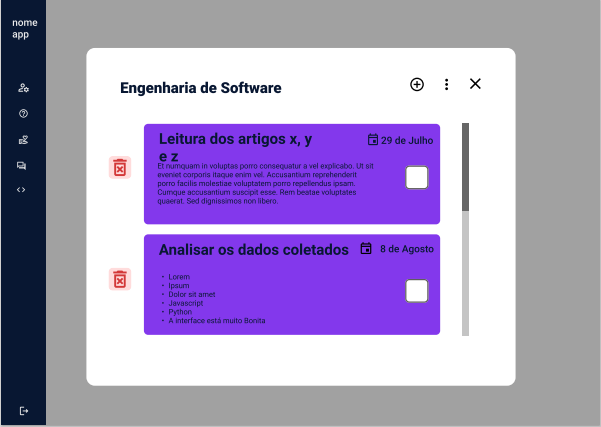 nome
app
Engenharia de Software
Leitura dos artigos x, y
e z
29 de Julho
Et numquam in voluptas porro consequatur a vel explicabo. Ut sit
eveniet corporis itaque enim vel. Accusantium reprehenderit
porro facilis molestiae voluptatem porro repellendus ipsam.
Cumque accusantium suscipit esse. Rem beatae voluptates
quaerat. Sed dignissimos non libero.
Analisar os dados coletados
8 de Agosto
• Lorem
• Ipsum
• Dolor sit amet
• Javascript
• Python
• A interface está muito Bonita